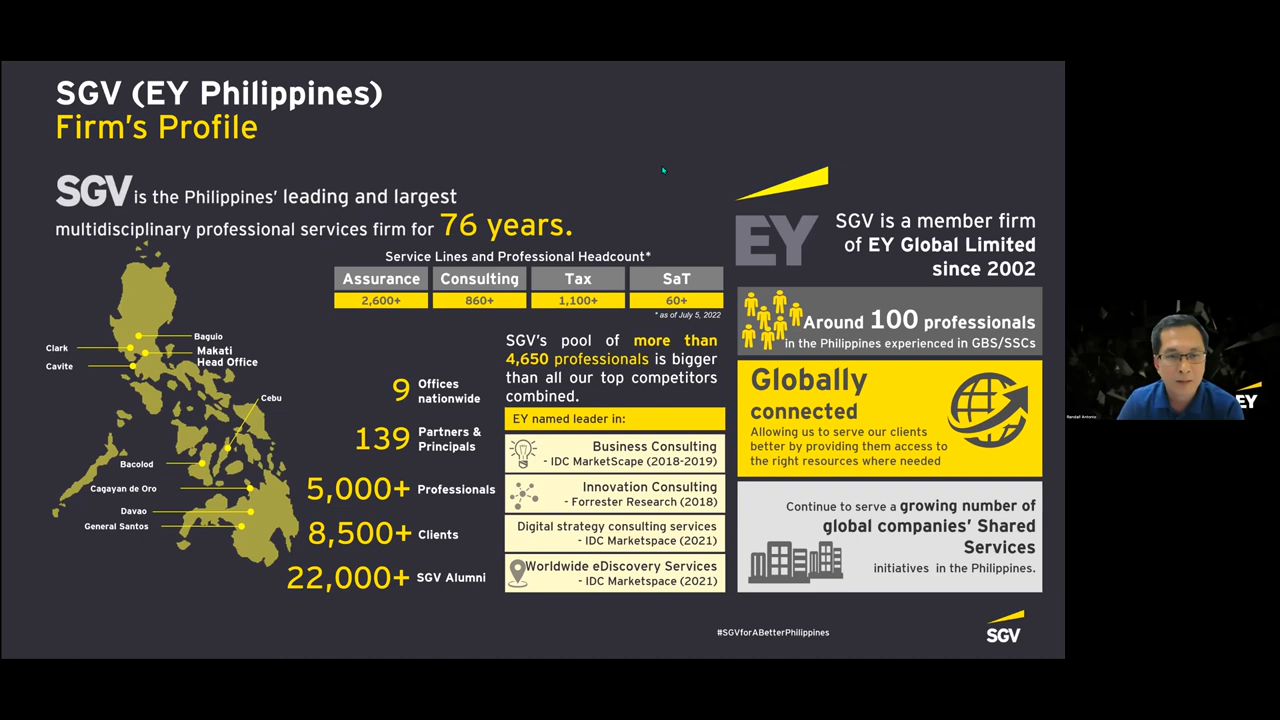 SGV (EY Philippines)
Firm's Profile
SGV is the Philippines' leading and largest
multidisciplinary professional services firm for 76 years.
Service Lines and Professional Headcount*
Assurance Consulting Tax SaT
2,600+ 860+ 1,100+ 60+
* as of July 5, 2022
Baguio
Clark
Makati
Head Office
Cavite
Cebu
Bacolod
Cagayan de Oro
Davao
General Santos
9 Offices
nationwide
139 Partners &
Principals
5,000+ Professionals
8,500+ Clients
22,000+ SGV Alumni
SGV's pool of more than
4,650 professionals is bigger
than all our top competitors
combined.
EY named leader in:
Business Consulting
- IDC MarketScape (2018-2019)
Innovation Consulting
- Forrester Research (2018)
Digital strategy consulting services
- IDC Marketspace (2021)
Worldwide eDiscovery Services
- IDC Marketspace (2021)
EY
SGV is a member firm
of EY Global Limited
since 2002
Around 100 professionals
in the Philippines experienced in GBS/SSCs
Globally
connected
Allowing us to serve our clients
better by providing them access to
the right resources where needed
Continue to serve a growing number of
global companies' Shared
Services
initiatives in the Philippines.
#SGVforABetterPhilippines
SGV
EY
Randall Antonio